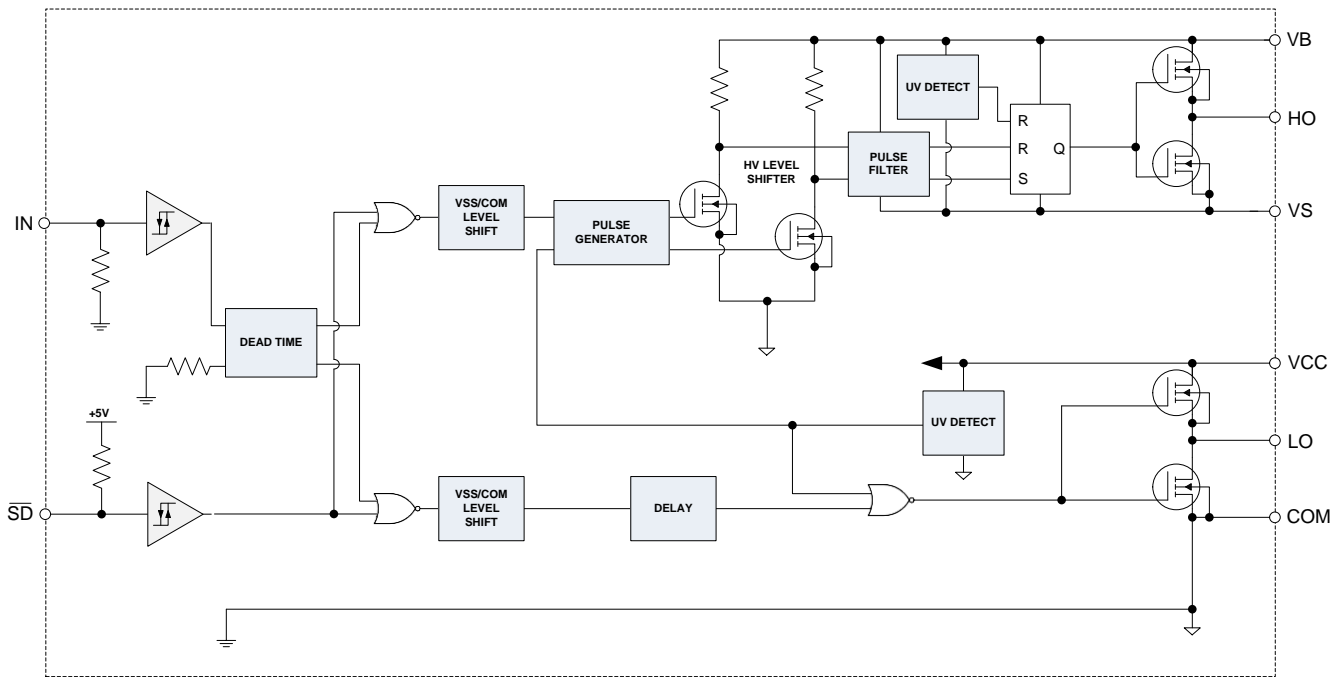 VB
UV DETECT
R
HO
R
Q
PULSE
FILTER
HV LEVEL
SHIFTER
S
VSS/COM
LEVEL
SHIFT
PULSE
GENERATOR
VS
IN
DEAD TIME
VCC
+5V
UV DETECT
LO
VSS/COM
LEVEL
SHIFT
DELAY
S̅D̅
COM